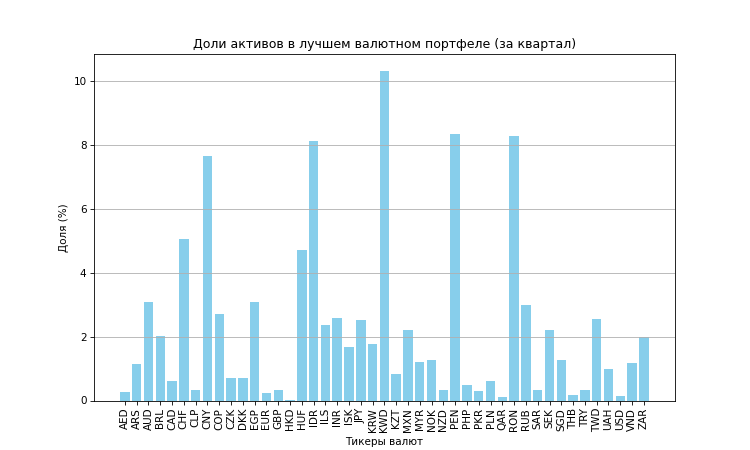 Доли активов в лучшем валютном портфеле (за квартал)
Доля (%)
10
8
6
4
2
0
AED ARS AUD BRL CAD CHF CLP CNY COP CZK DKK EGP EUR GBP HKD HUF IDR ILS INR ISK JPY KRW KWD KZT MXN MYR NOK NZD PEN PHP PKR PLN QAR RON RUB SAR SEK SGD THB TRY TWD UAH USD VND ZAR
Тикеры валют